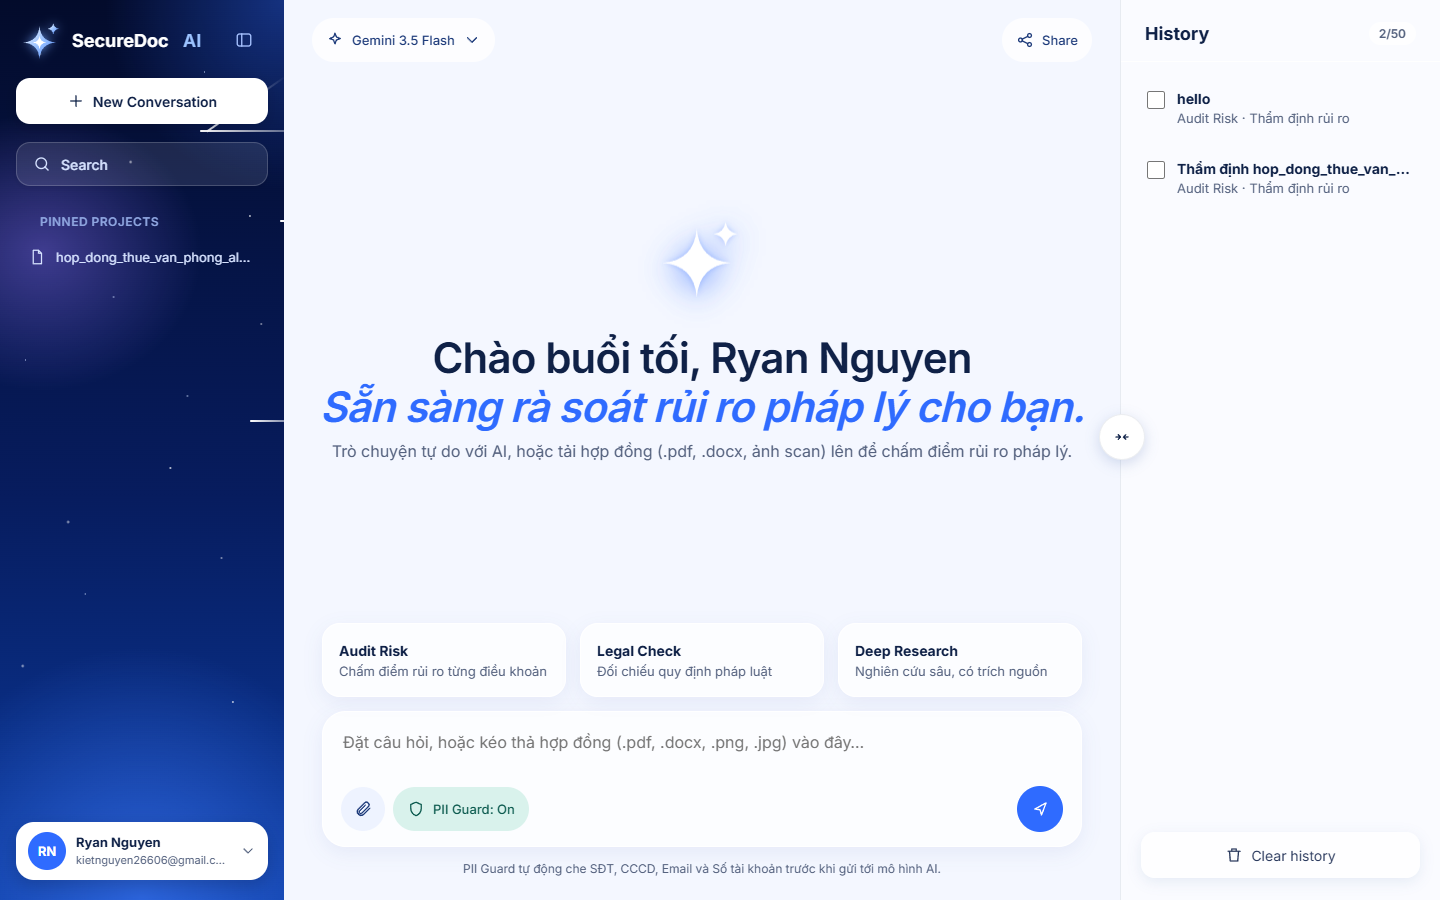 SecureDoc AI
New Conversation
Search
PINNED PROJECTS
hop_dong_thue_van_phong_al...
RN
Ryan Nguyen
kietnguyen26606@gmail.c...
Gemini 3.5 Flash
Share
Chào buổi tối, Ryan Nguyen
Sẵn sàng rà soát rủi ro pháp lý cho bạn.
Trò chuyện tự do với AI, hoặc tải hợp đồng (.pdf, .docx, ảnh scan) lên để chấm điểm rủi ro pháp lý.
Audit Risk
Chấm điểm rủi ro từng điều khoản
Legal Check
Đối chiếu quy định pháp luật
Deep Research
Nghiên cứu sâu, có trích nguồn
Đặt câu hỏi, hoặc kéo thả hợp đồng (.pdf, .docx, .png, .jpg) vào đây...
PII Guard: On
PII Guard tự động che SĐT, CCCD, Email và Số tài khoản trước khi gửi tới mô hình AI.
History
2/50
hello
Audit Risk · Thẩm định rủi ro
Thẩm định hop_dong_thue_van_...
Audit Risk · Thẩm định rủi ro
Clear history